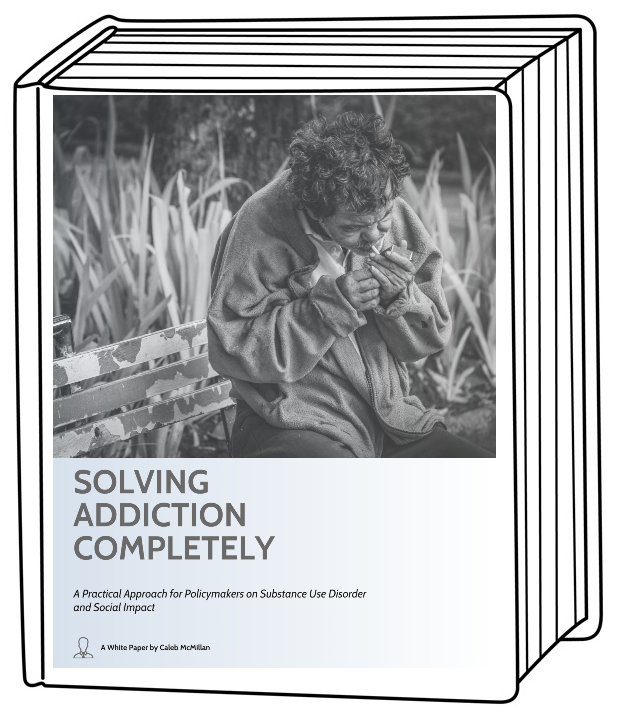 SOLVING
ADDICTION
COMPLETELY
A Practical Approach for Policymakers on Substance Use Disorder
and Social Impact
A White Paper by Caleb McMillan